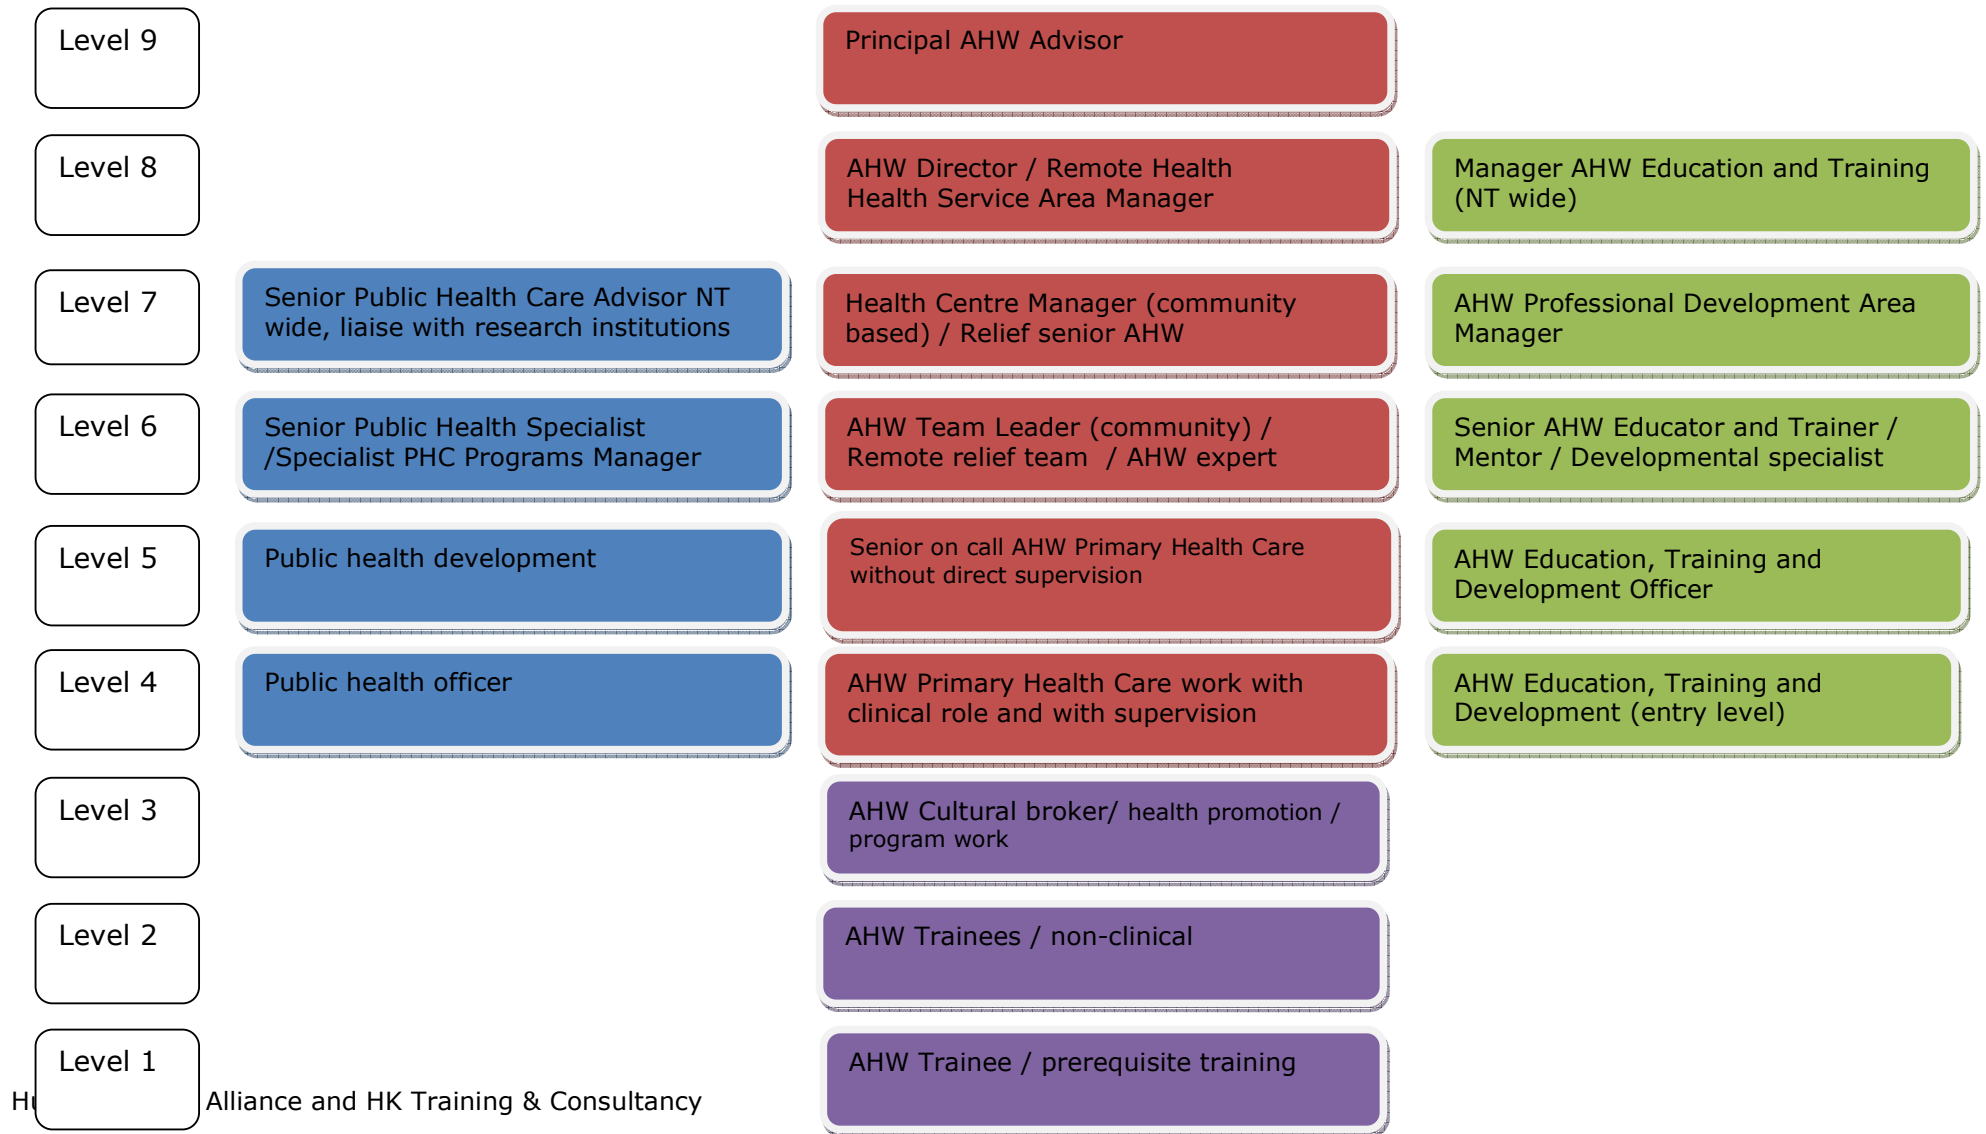 Level 9
Principal AHW Advisor
Level 8
AHW Director / Remote Health
Health Service Area Manager
Manager AHW Education and Training
(NT wide)
Level 7
Senior Public Health Care Advisor NT
wide, liaise with research institutions
Health Centre Manager (community
based) / Relief senior AHW
AHW Professional Development Area
Manager
Level 6
Senior Public Health Specialist
/Specialist PHC Programs Manager
AHW Team Leader (community) /
Remote relief team / AHW expert
Senior AHW Educator and Trainer /
Mentor / Developmental specialist
Level 5
Public health development
Senior on call AHW Primary Health Care
without direct supervision
AHW Education, Training and
Development Officer
Level 4
Public health officer
AHW Primary Health Care work with
clinical role and with supervision
AHW Education, Training and
Development (entry level)
Level 3
AHW Cultural broker/ health promotion /
program work
Level 2
AHW Trainees / non-clinical
Level 1
AHW Trainee / prerequisite training
Alliance and HK Training & Consultancy